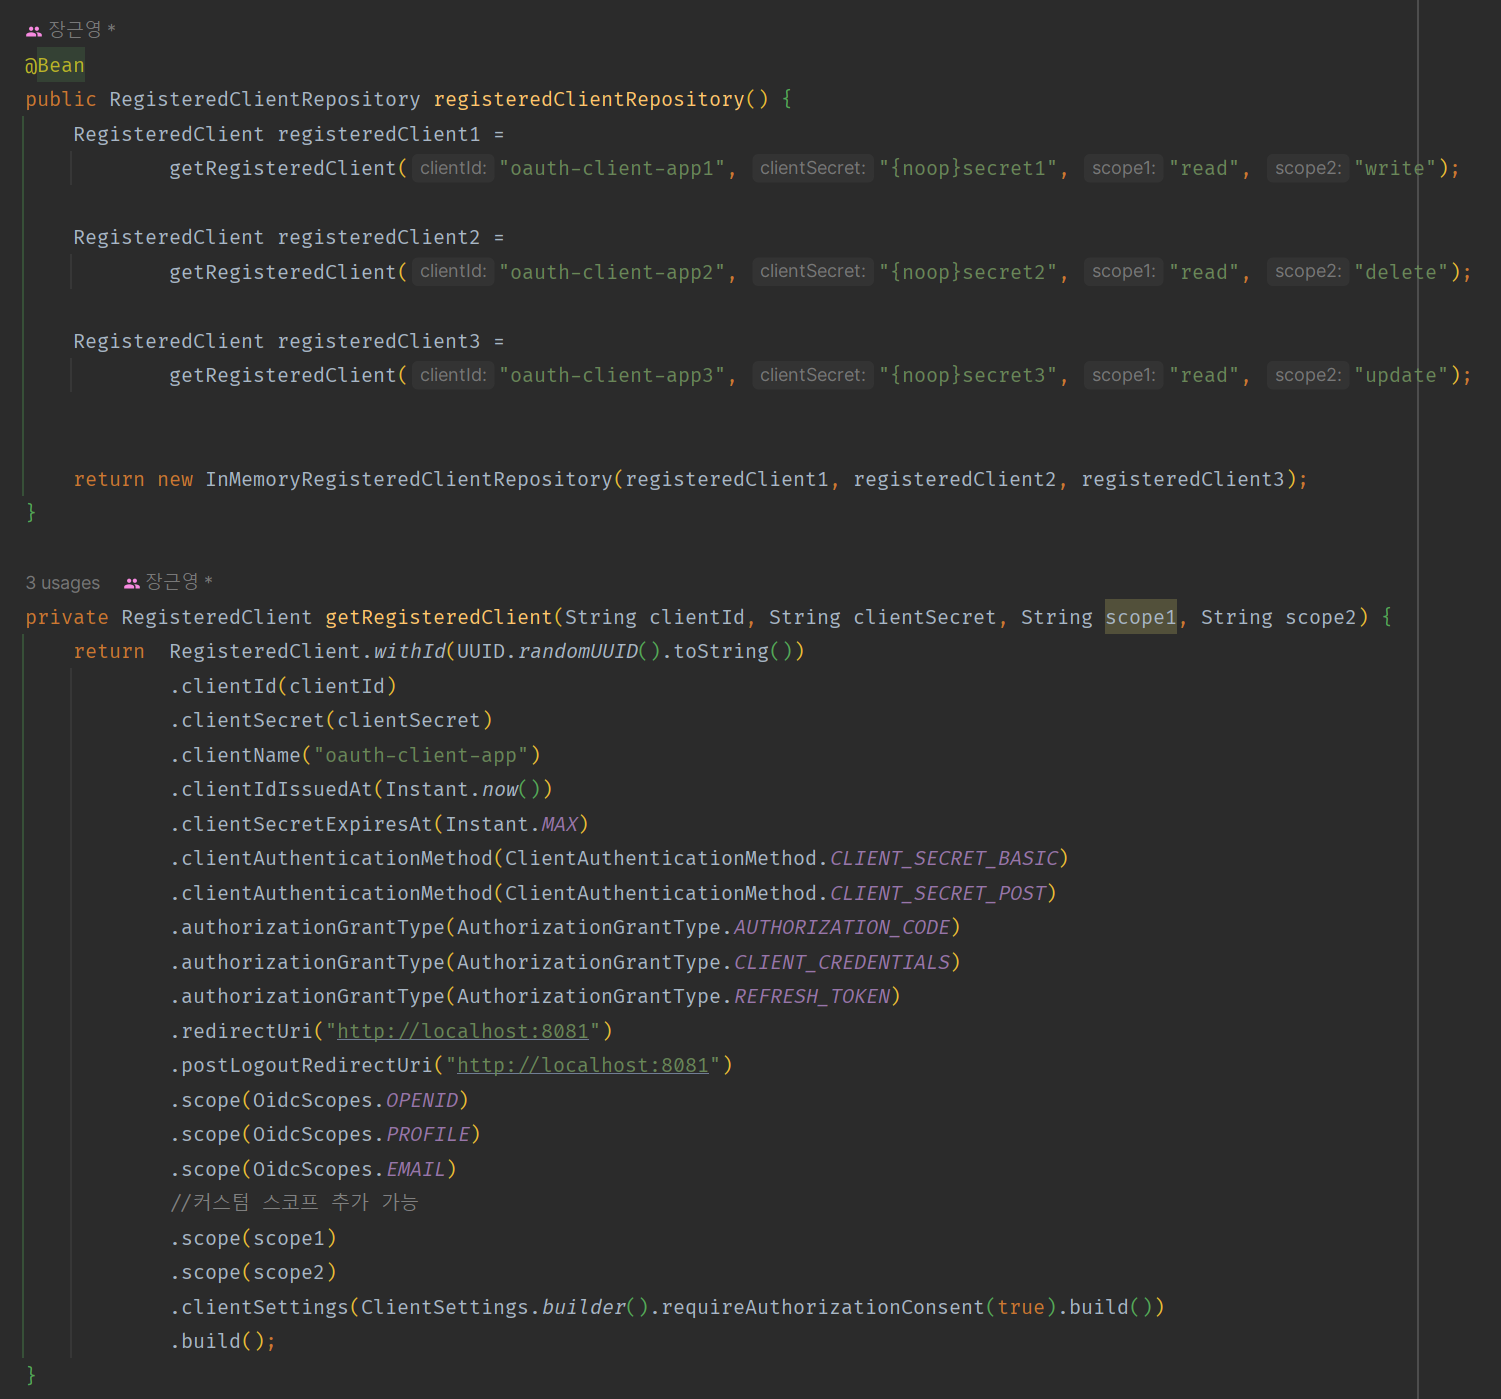 장근영 *
@Bean
public RegisteredClientRepository registeredClientRepository() {
    RegisteredClient registeredClient1 =
            getRegisteredClient( clientId: "oauth-client-app1", clientSecret: "{noop}secret1", scope1: "read", scope2: "write");

    RegisteredClient registeredClient2 =
            getRegisteredClient( clientId: "oauth-client-app2", clientSecret: "{noop}secret2", scope1: "read", scope2: "delete");

    RegisteredClient registeredClient3 =
            getRegisteredClient( clientId: "oauth-client-app3", clientSecret: "{noop}secret3", scope1: "read", scope2: "update");


    return new InMemoryRegisteredClientRepository(registeredClient1, registeredClient2, registeredClient3);
}

3 usages 장근영 *
private RegisteredClient getRegisteredClient(String clientId, String clientSecret, String scope1, String scope2) {
    return  RegisteredClient.withId(UUID.randomUUID().toString())
            .clientId(clientId)
            .clientSecret(clientSecret)
            .clientName("oauth-client-app")
            .clientIdIssuedAt(Instant.now())
            .clientSecretExpiresAt(Instant.MAX)
            .clientAuthenticationMethod(ClientAuthenticationMethod.CLIENT_SECRET_BASIC)
            .clientAuthenticationMethod(ClientAuthenticationMethod.CLIENT_SECRET_POST)
            .authorizationGrantType(AuthorizationGrantType.AUTHORIZATION_CODE)
            .authorizationGrantType(AuthorizationGrantType.CLIENT_CREDENTIALS)
            .authorizationGrantType(AuthorizationGrantType.REFRESH_TOKEN)
            .redirectUri("http://localhost:8081")
            .postLogoutRedirectUri("http://localhost:8081")
            .scope(OidcScopes.OPENID)
            .scope(OidcScopes.PROFILE)
            .scope(OidcScopes.EMAIL)
            //커스텀 스코프 추가 가능
            .scope(scope1)
            .scope(scope2)
            .clientSettings(ClientSettings.builder().requireAuthorizationConsent(true).build())
            .build();
}